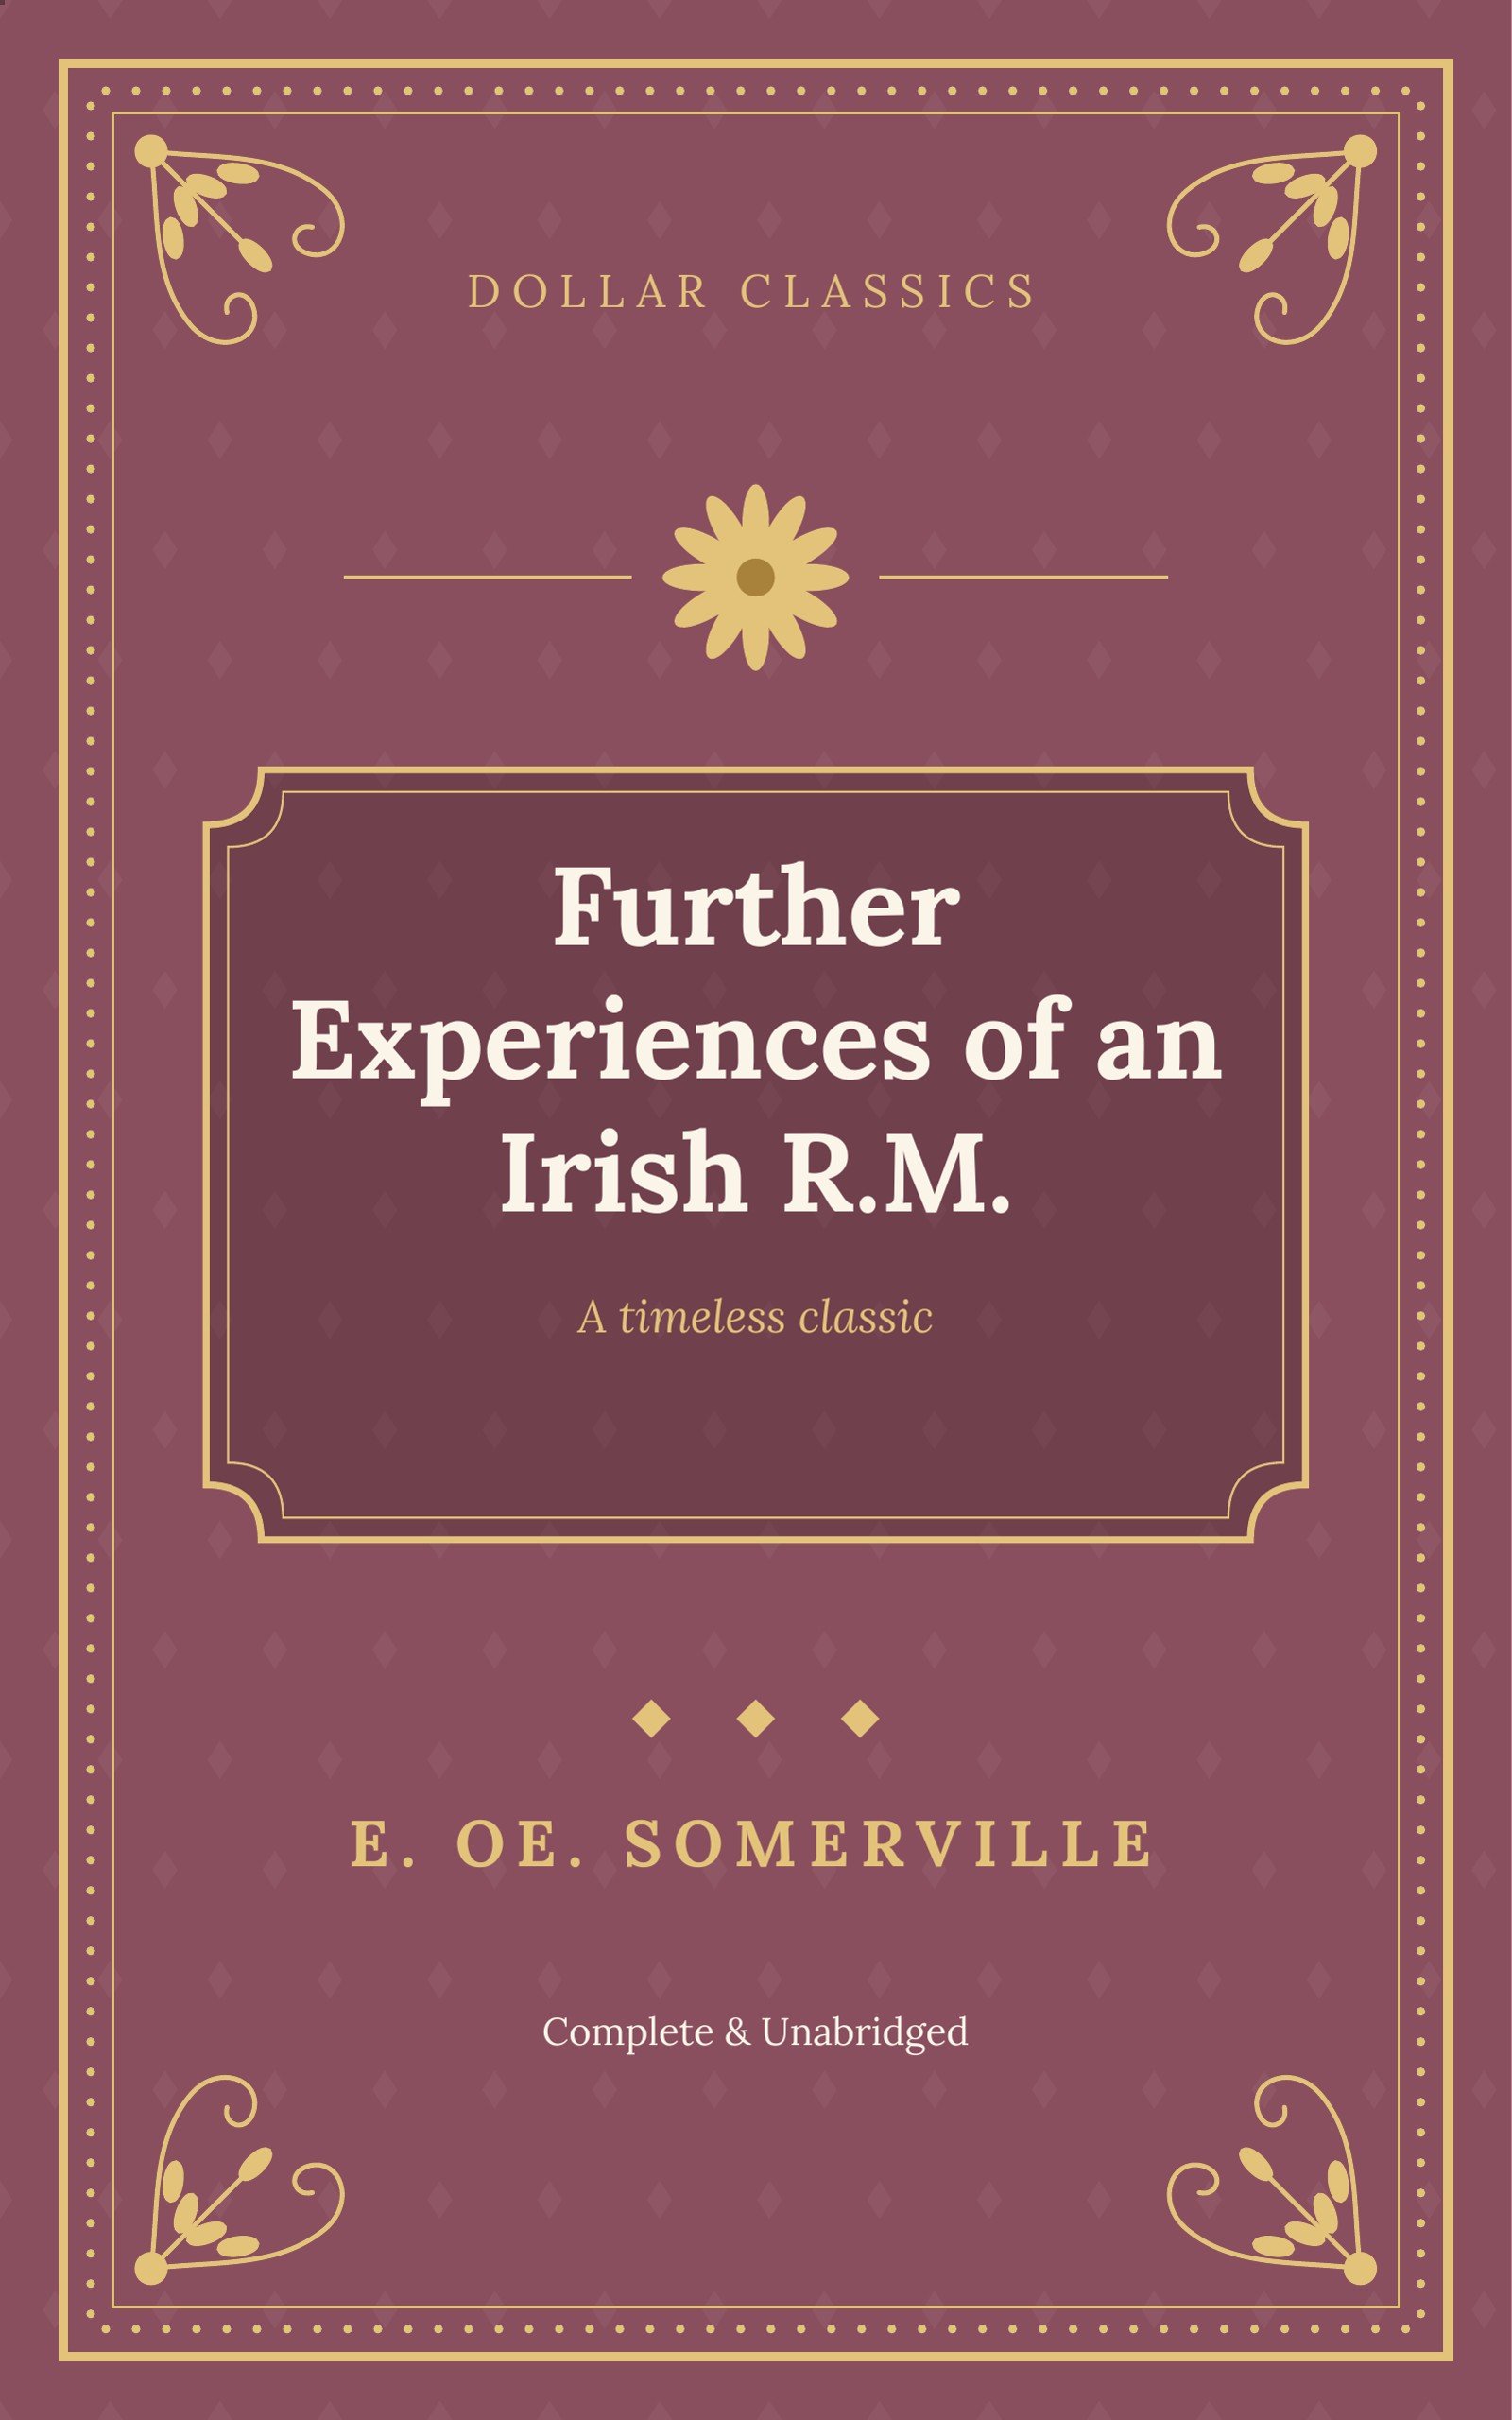 DOLLAR CLASSICS
Further
Experiences of an
Irish R.M.
A timeless classic
E. OE. SOMERVILLE
Complete & Unabridged